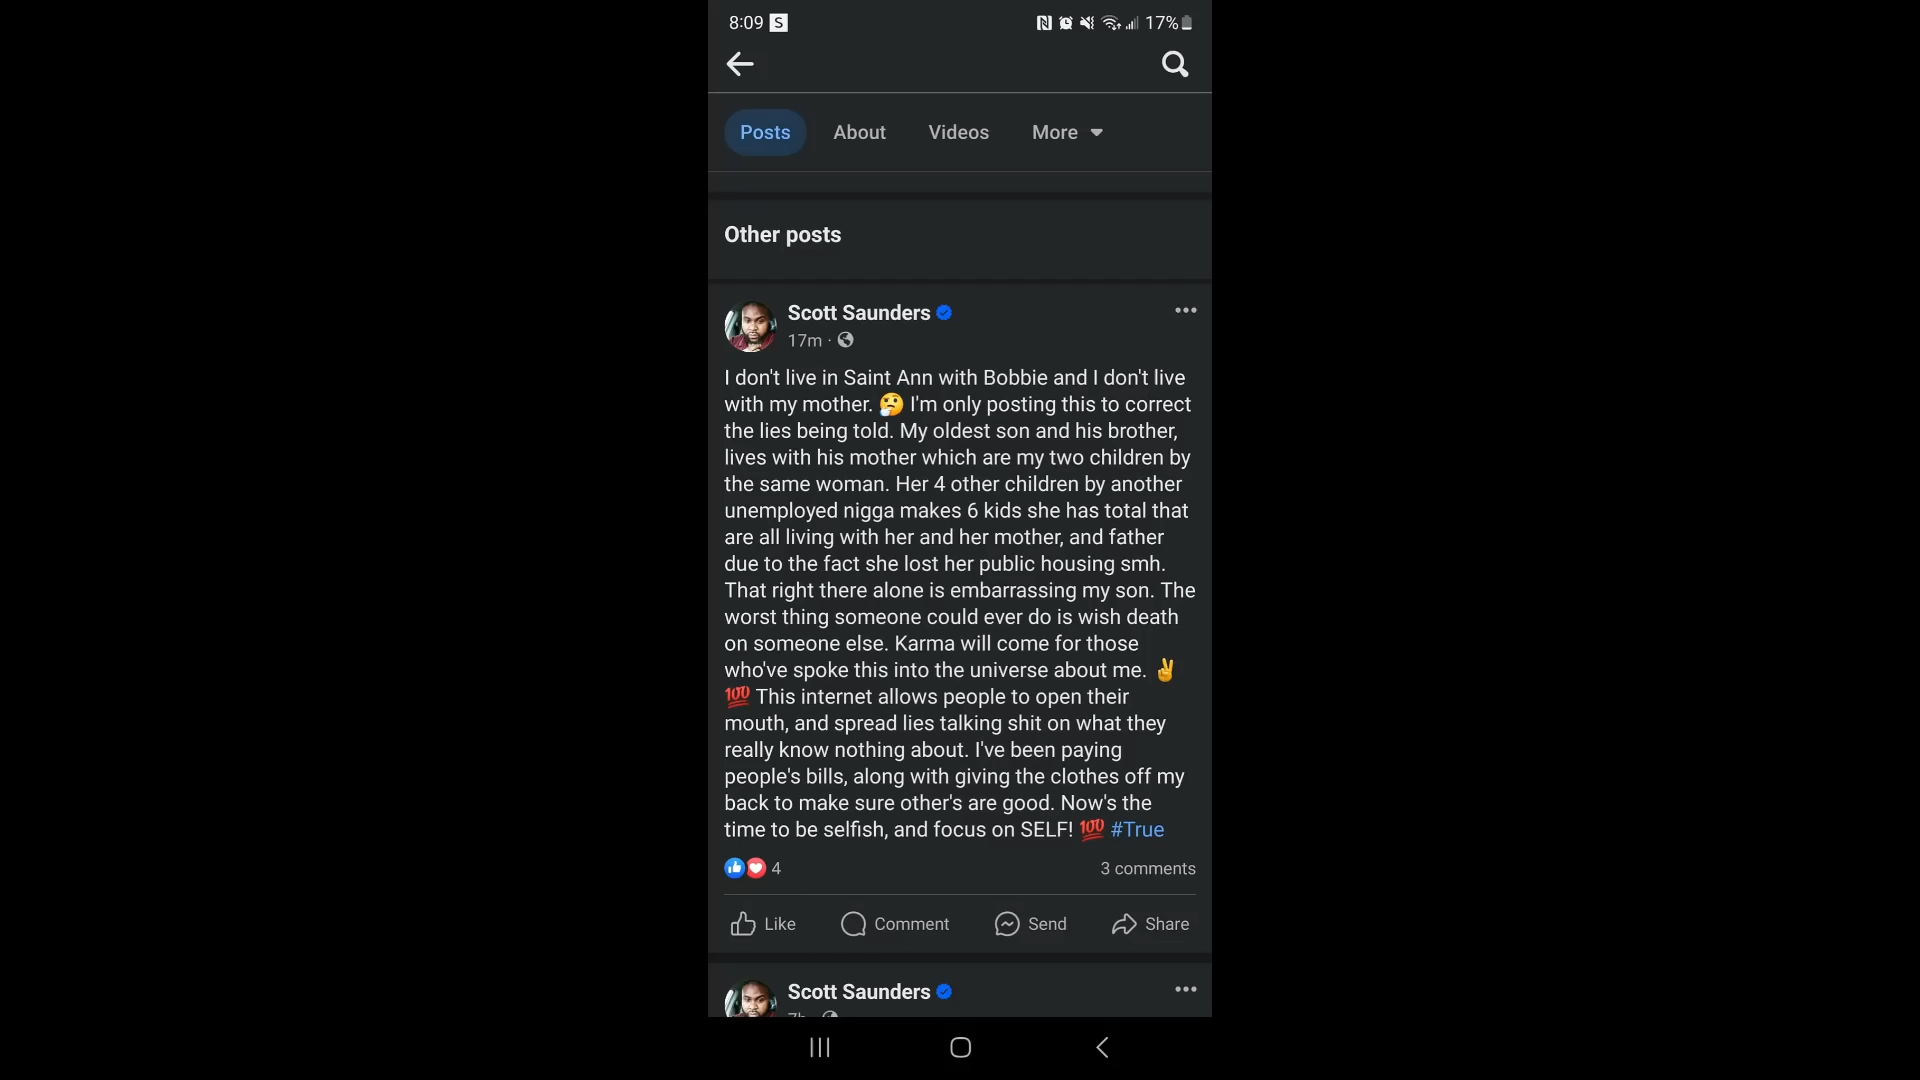 8:09 S 17%
Posts About Videos More
Other posts
Scott Saunders
17m ·
I don't live in Saint Ann with Bobbie and I don't live
with my mother. 🤔 I'm only posting this to correct
the lies being told. My oldest son and his brother,
lives with his mother which are my two children by
the same woman. Her 4 other children by another
unemployed nigga makes 6 kids she has total that
are all living with her and her mother, and father
due to the fact she lost her public housing smh.
That right there alone is embarrassing my son. The
worst thing someone could ever do is wish death
on someone else. Karma will come for those
who've spoke this into the universe about me. ✌️
💯 This internet allows people to open their
mouth, and spread lies talking shit on what they
really know nothing about. I've been paying
people's bills, along with giving the clothes off my
back to make sure other's are good. Now's the
time to be selfish, and focus on SELF! 💯 #True
4 3 comments
Like Comment Send Share
Scott Saunders